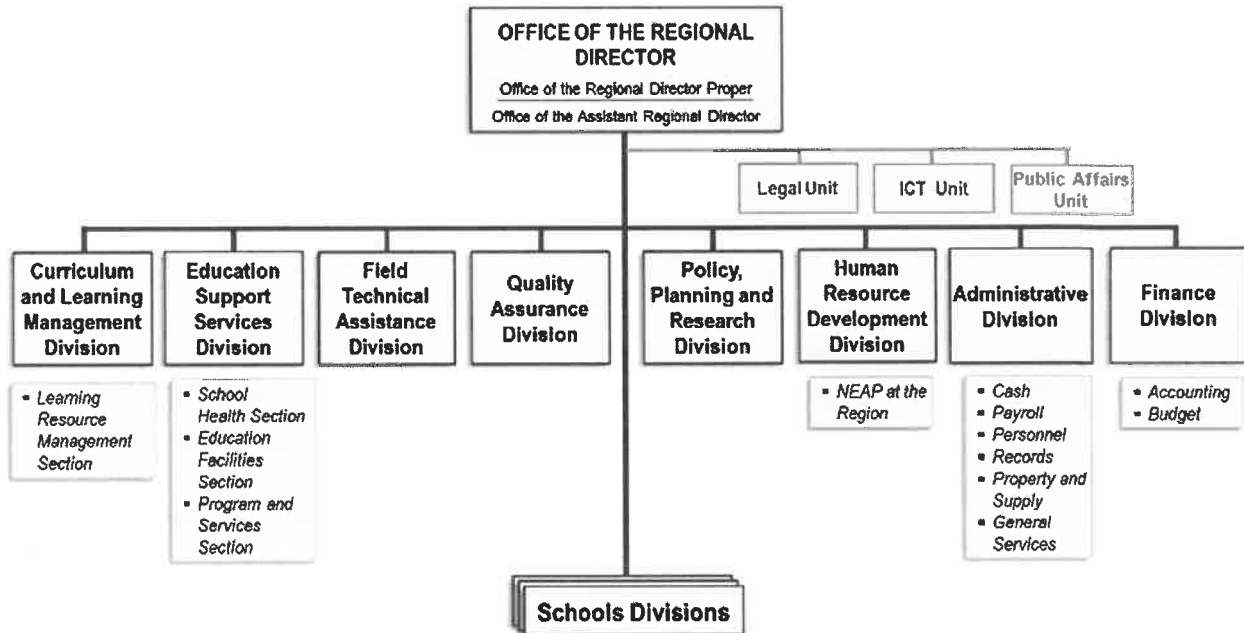 OFFICE OF THE REGIONAL
DIRECTOR
Office of the Regional Director Proper
Office of the Assistant Regional Director
Legal Unit
ICT Unit
Public Affairs
Unit
Curriculum
and Learning
Management
Division
Education
Support
Services
Division
Field
Technical
Assistance
Division
Quality
Assurance
Division
Policy,
Planning and
Research
Division
Human
Resource
Development
Division
Administrative
Division
Finance
Division
▪ Learning
Resource
Management
Section
▪ School
Health Section
▪ Education
Facilities
Section
▪ Program and
Services
Section
▪ NEAP at the
Region
▪ Cash
▪ Payroll
▪ Personnel
▪ Records
▪ Property and
Supply
▪ General
Services
▪ Accounting
▪ Budget
Schools Divisions